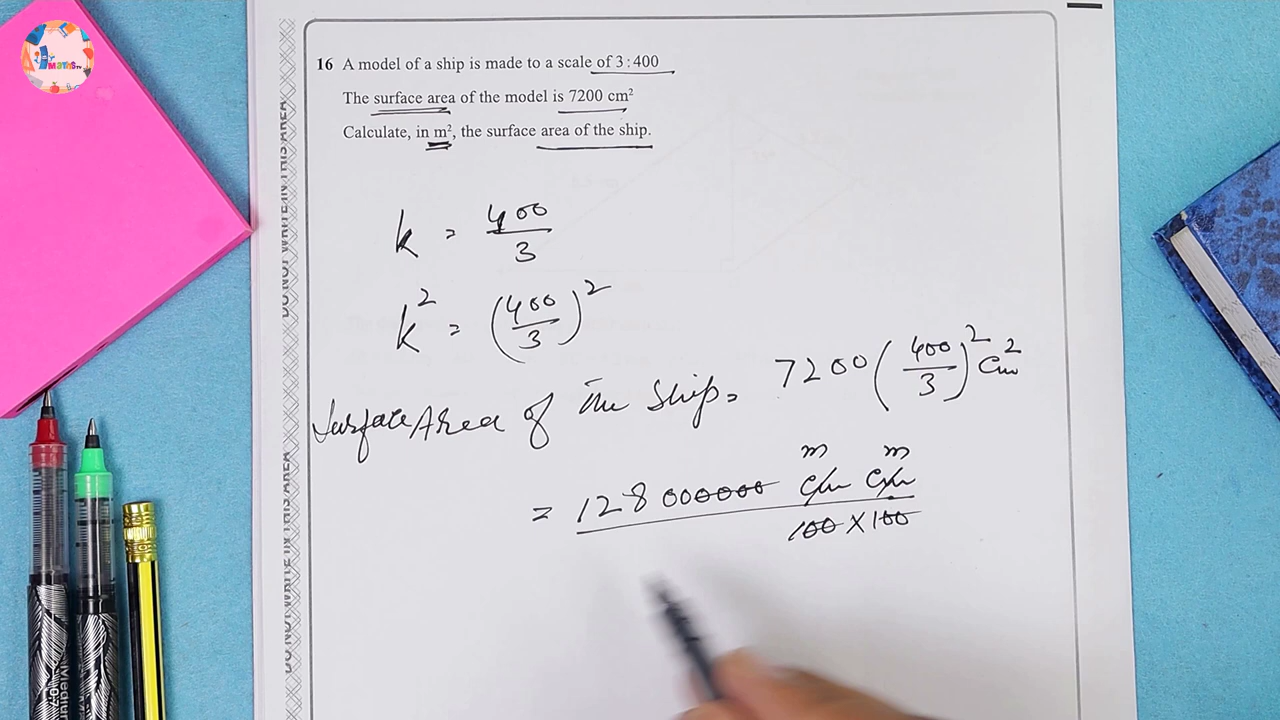 16 A model of a ship is made to a scale of 3 : 400
The surface area of the model is 7200 cm²
Calculate, in m², the surface area of the ship.
k = 400/3
k² = (400/3)²
Surface Area of the Ship = 7200 (400/3)² cm²
m m
= 128000000 cm cm
100 × 100
DO NOT WRITE IN THIS AREA
DO NOT WRITE IN THIS AREA
MATHS